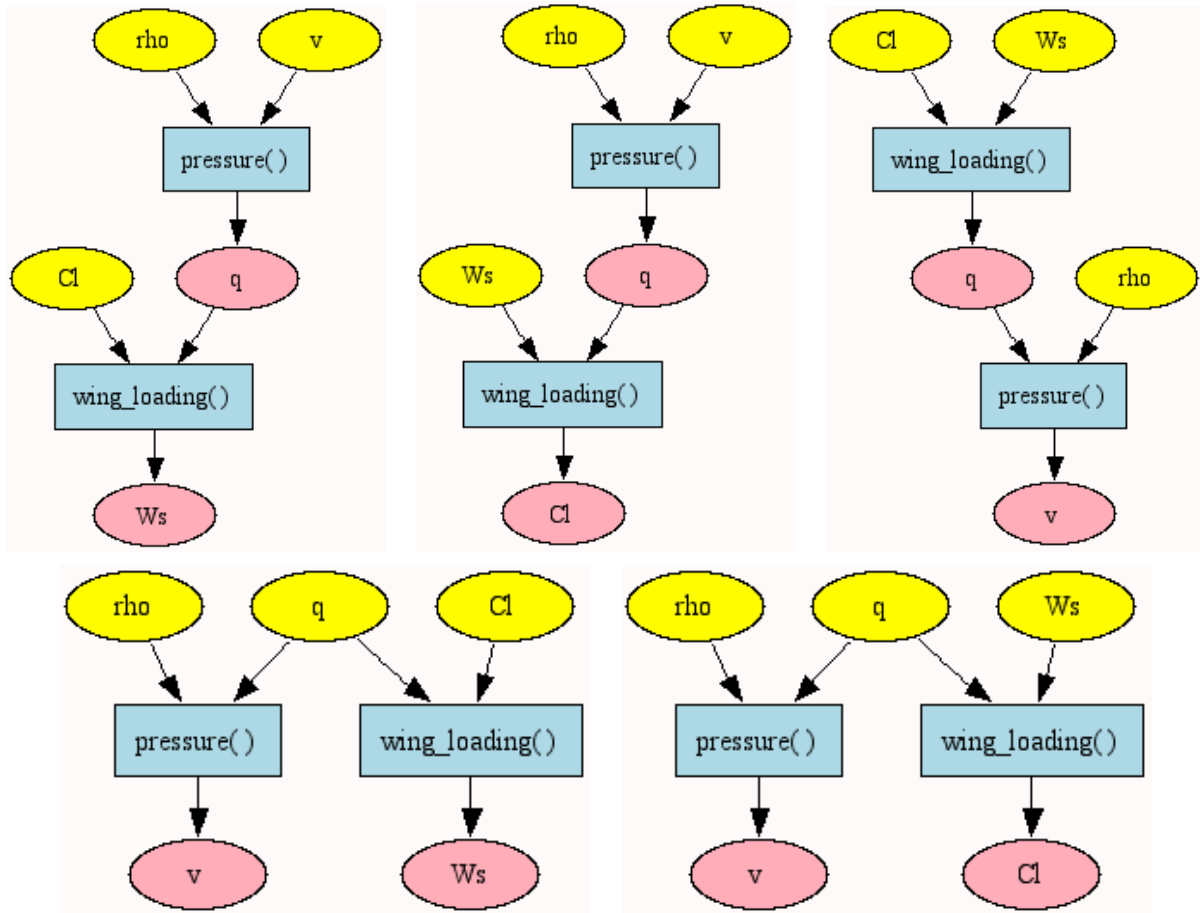 rho
v
pressure()
Cl
q
wing_loading()
Ws
rho
v
pressure()
Ws
q
wing_loading()
Cl
Cl
Ws
wing_loading()
q
rho
pressure()
v
rho
q
Cl
pressure()
wing_loading()
v
Ws
rho
q
Ws
pressure()
wing_loading()
v
Cl